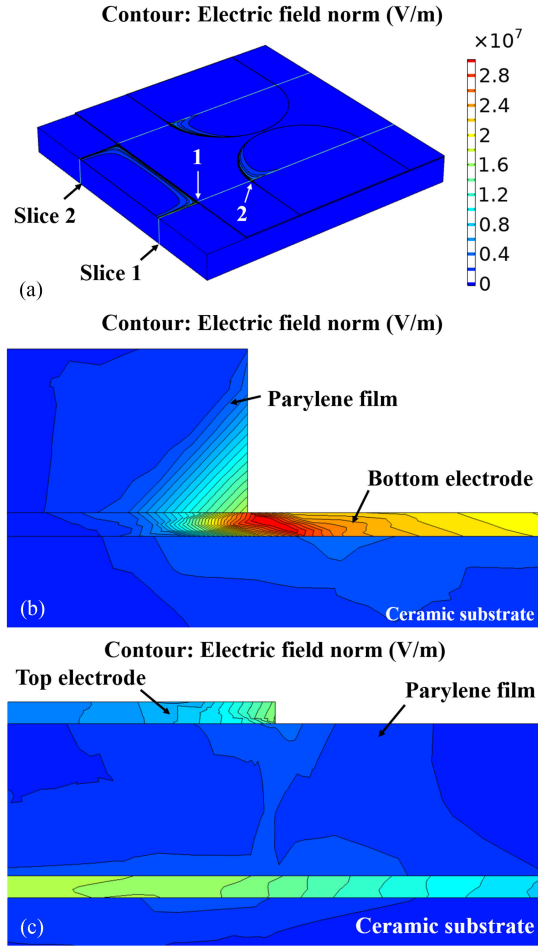 Contour: Electric field norm (V/m)
×10⁷
2.8
2.4
2
1.6
1.2
0.8
0.4
0
1
2
Slice 2
Slice 1
(a)
Contour: Electric field norm (V/m)
Parylene film
Bottom electrode
(b)
Ceramic substrate
Contour: Electric field norm (V/m)
Top electrode
Parylene film
(c)
Ceramic substrate